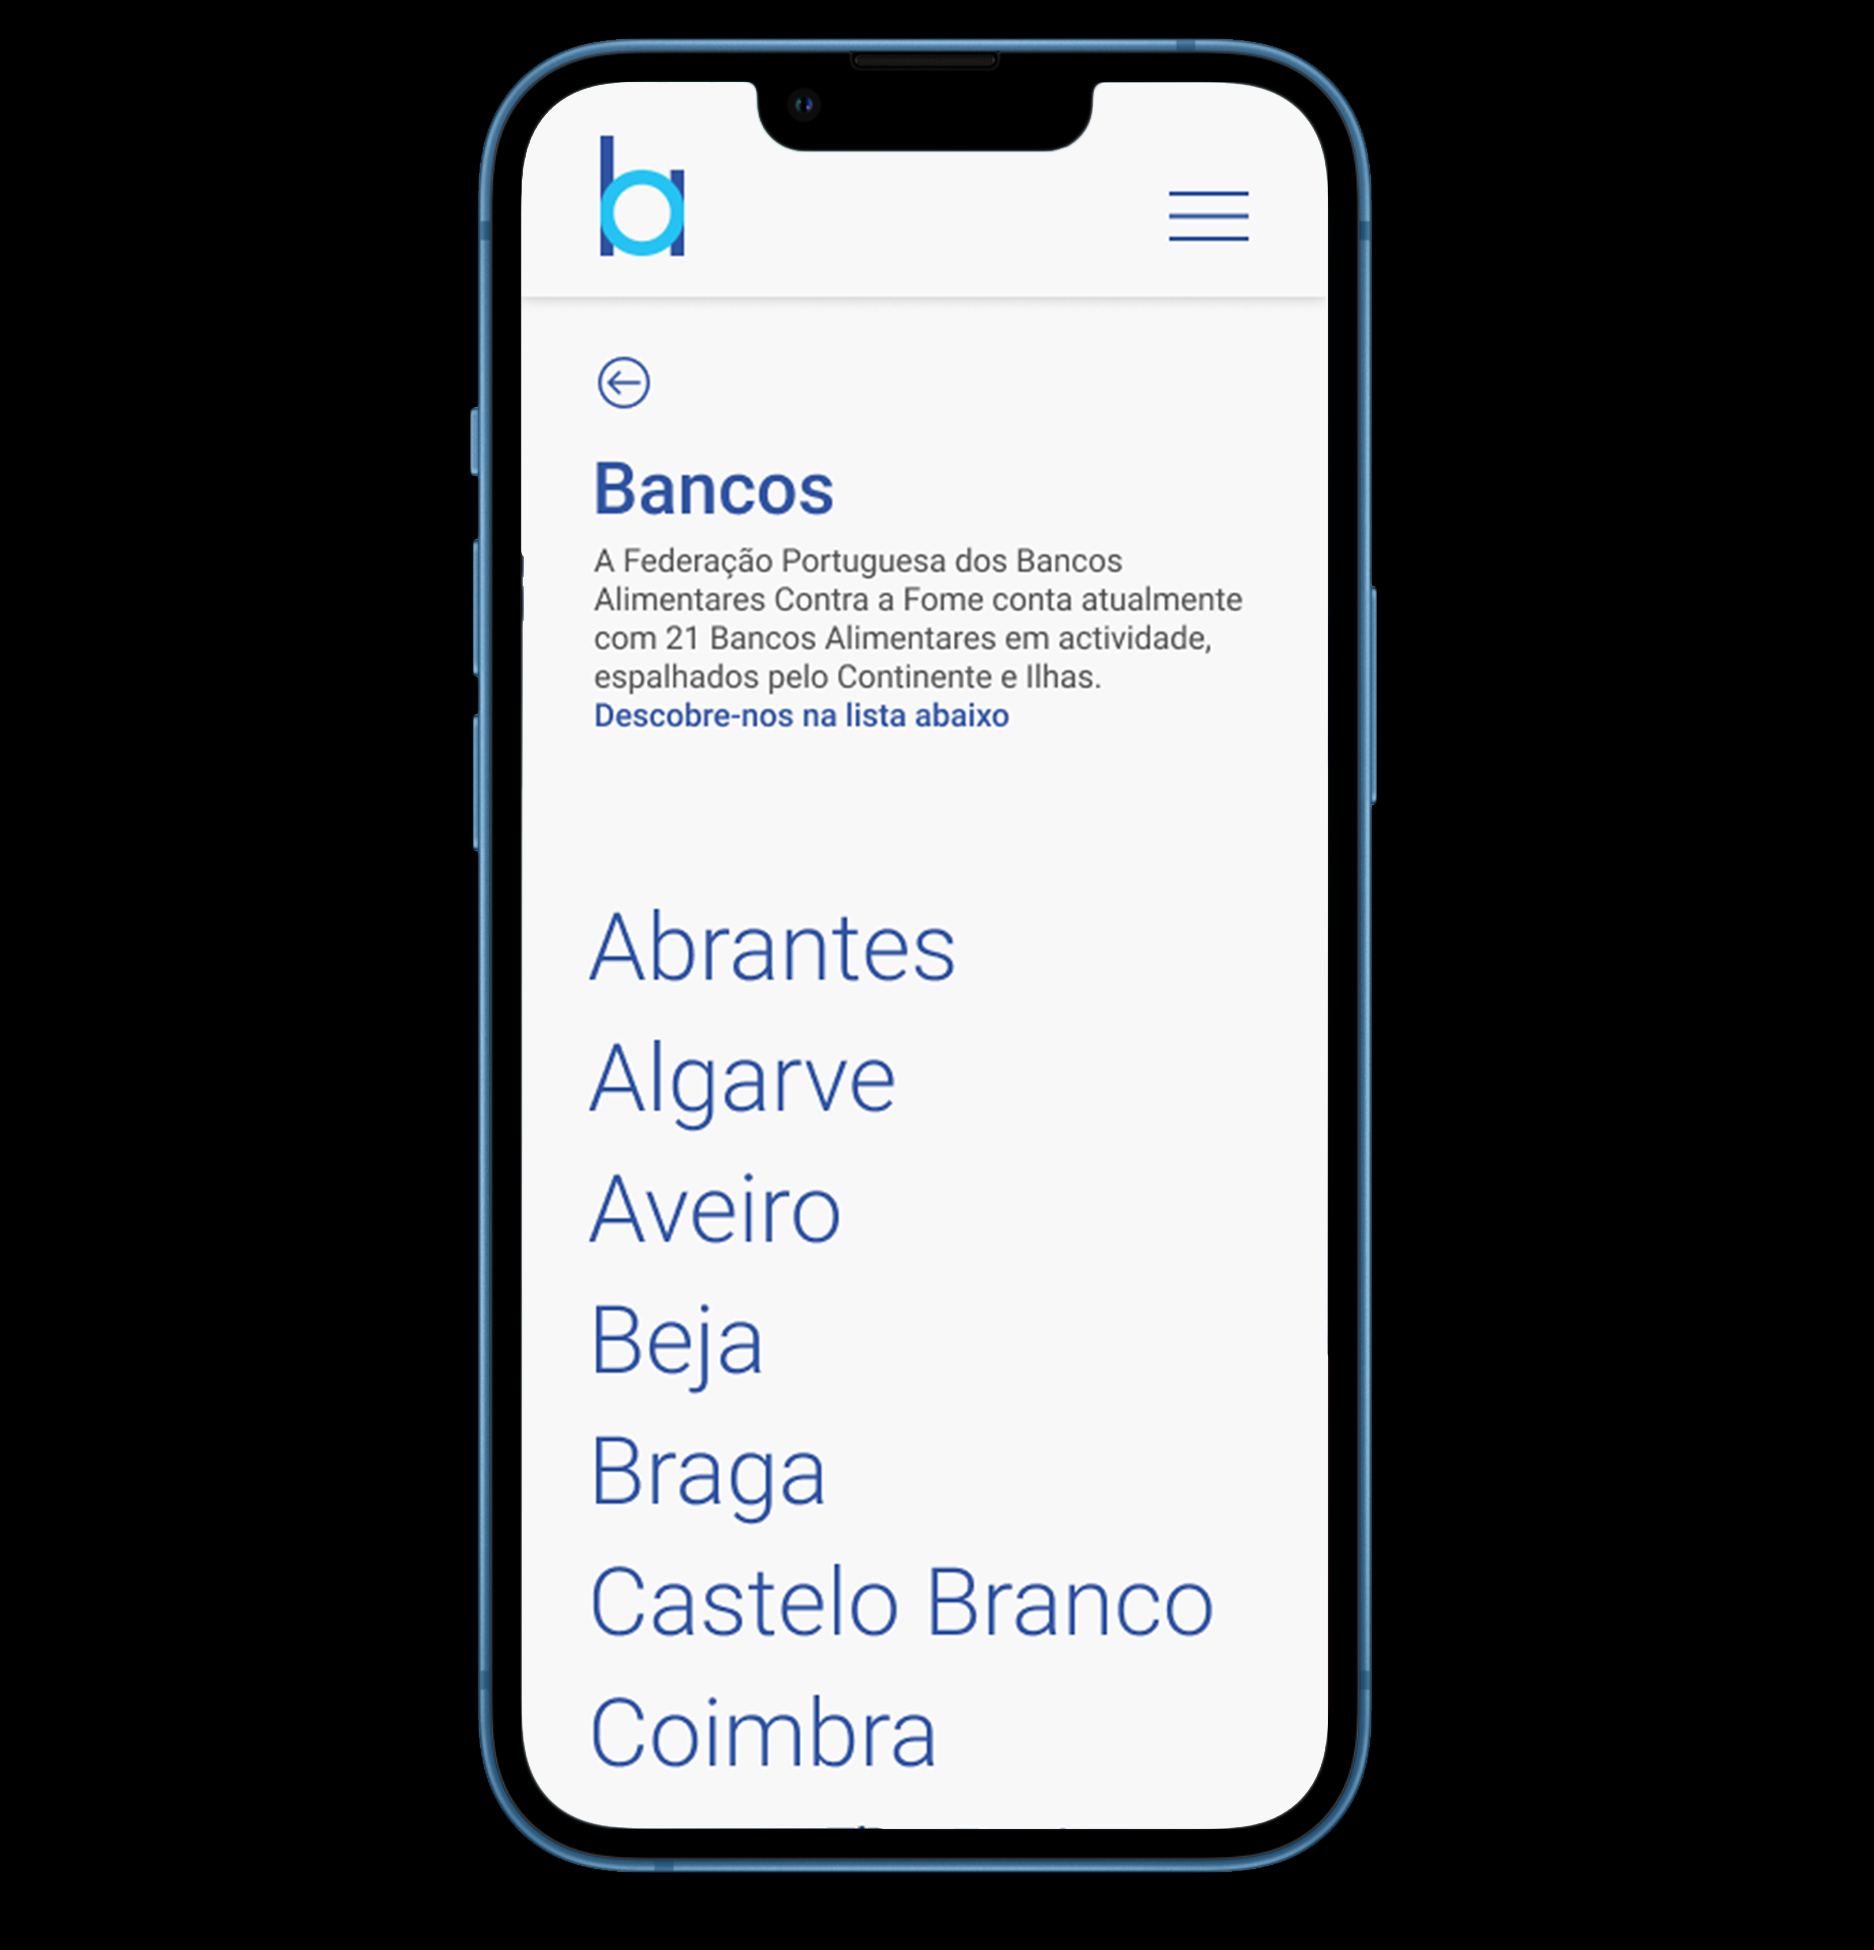 ba
Bancos
A Federação Portuguesa dos Bancos
Alimentares Contra a Fome conta atualmente
com 21 Bancos Alimentares em actividade,
espalhados pelo Continente e Ilhas.
Descobre-nos na lista abaixo
Abrantes
Algarve
Aveiro
Beja
Braga
Castelo Branco
Coimbra